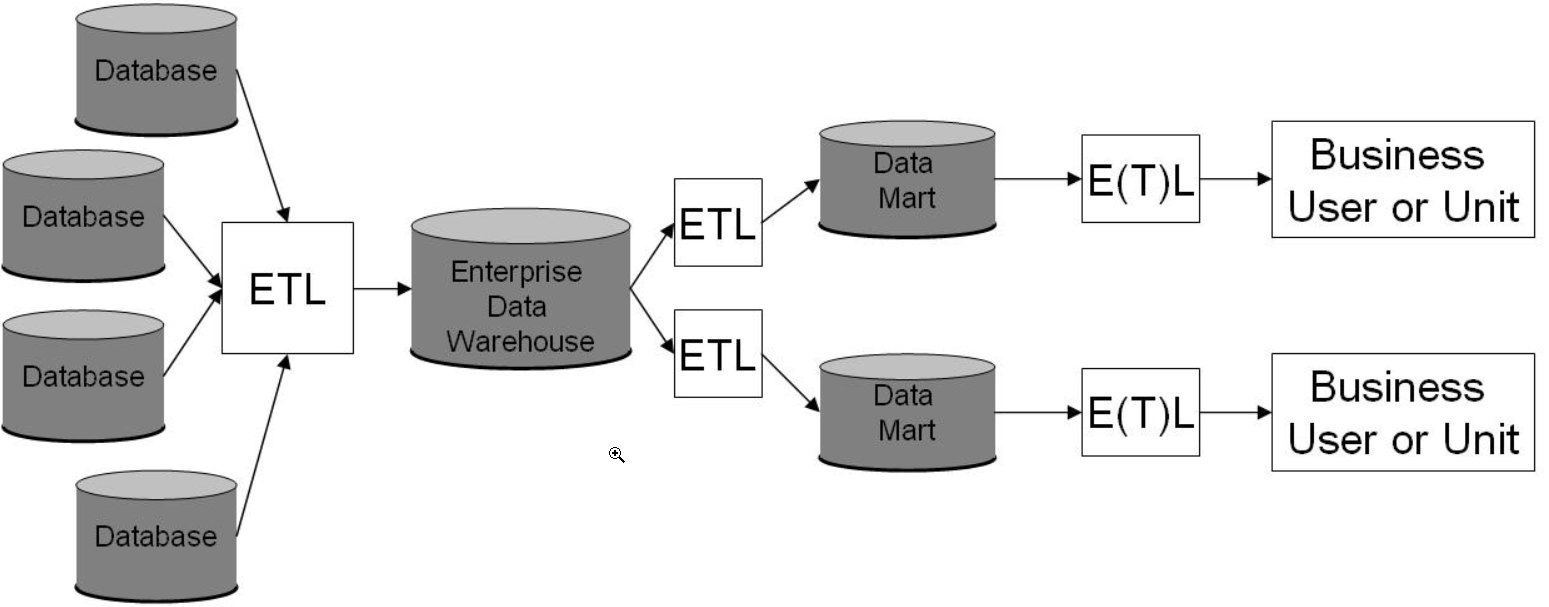 Database
Database
Database
Database
ETL
Enterprise
Data
Warehouse
ETL
ETL
Data
Mart
E(T)L
Business
User or Unit
Data
Mart
E(T)L
Business
User or Unit